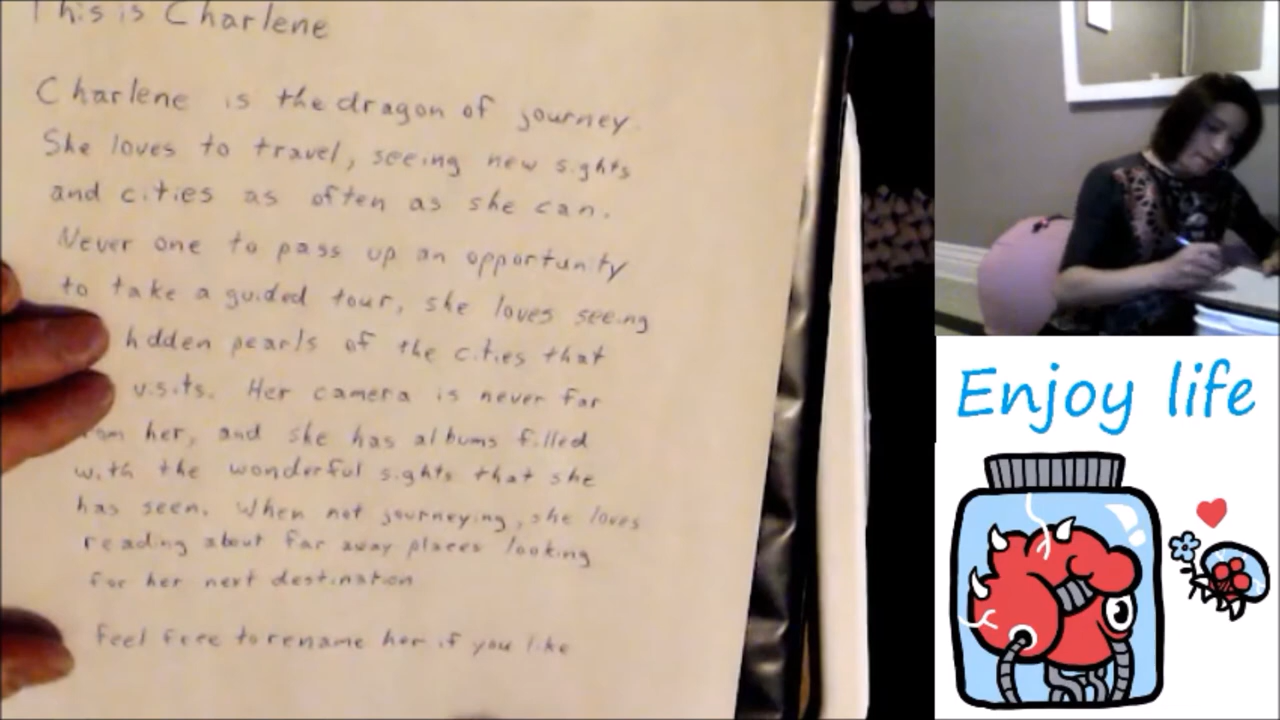 This is Charlene
Charlene is the dragon of journey.
She loves to travel, seeing new sights
and cities as often as she can.
Never one to pass up an opportunity
to take a guided tour, she loves seeing
hidden pearls of the cities that
visits. Her camera is never far
her, and she has albums filled
with the wonderful sights that she
has seen. When not journeying, she loves
reading about far away places looking
for her next destination
feel free to rename her if you like
Enjoy life